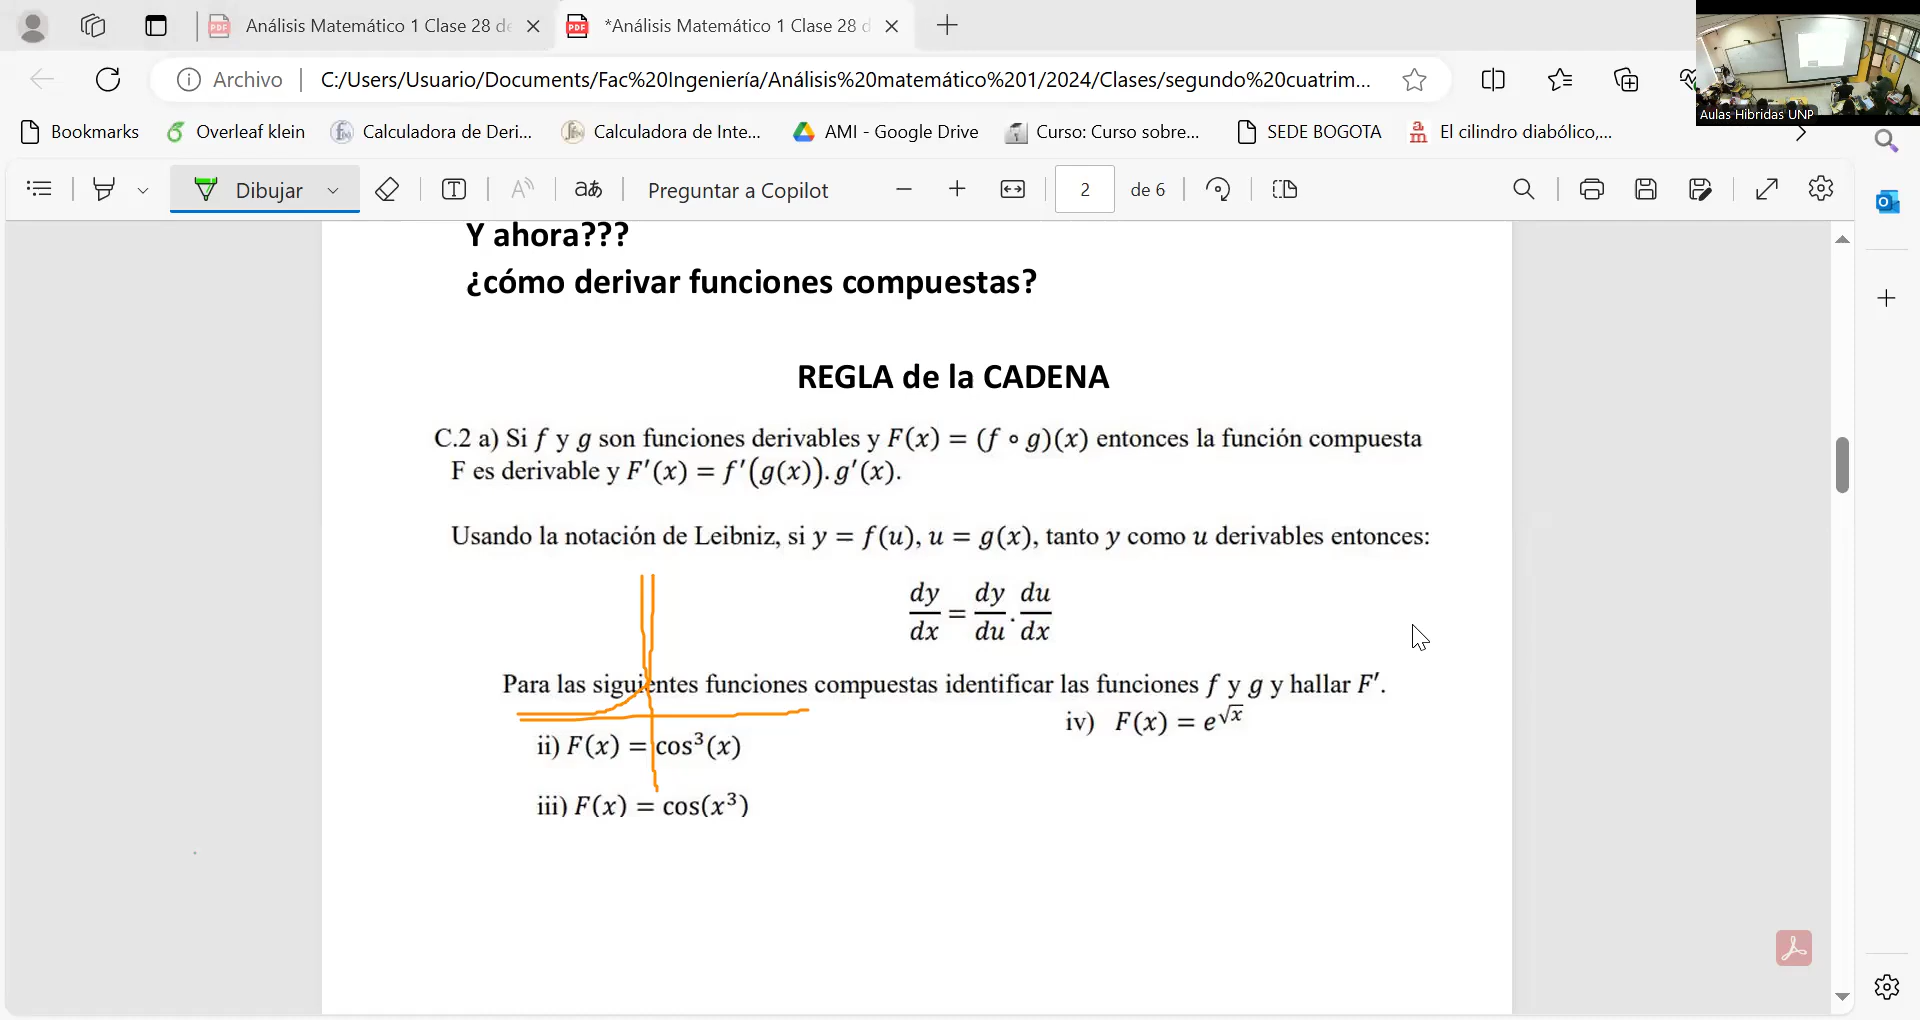 Análisis Matemático 1 Clase 28 de
*Análisis Matemático 1 Clase 28 d
Archivo
C:/Users/Usuario/Documents/Fac%20Ingeniería/Análisis%20matemático%201/2024/Clases/segundo%20cuatrim...
Aulas Hibridas UNP
Bookmarks
Overleaf klein
Calculadora de Deri...
Calculadora de Inte...
AMI - Google Drive
Curso: Curso sobre...
SEDE BOGOTA
El cilindro diabólico,...
Dibujar
Preguntar a Copilot
2
de 6
Y ahora???
¿cómo derivar funciones compuestas?
REGLA de la CADENA
C.2 a) Si f y g son funciones derivables y F(x) = (f ∘ g)(x) entonces la función compuesta
F es derivable y F′(x) = f′(g(x)). g′(x).
Usando la notación de Leibniz, si y = f(u), u = g(x), tanto y como u derivables entonces:
dy/dx = dy/du . du/dx
Para las siguientes funciones compuestas identificar las funciones f y g y hallar F′.
iv) F(x) = e^√x
ii) F(x) = cos³(x)
iii) F(x) = cos(x³)